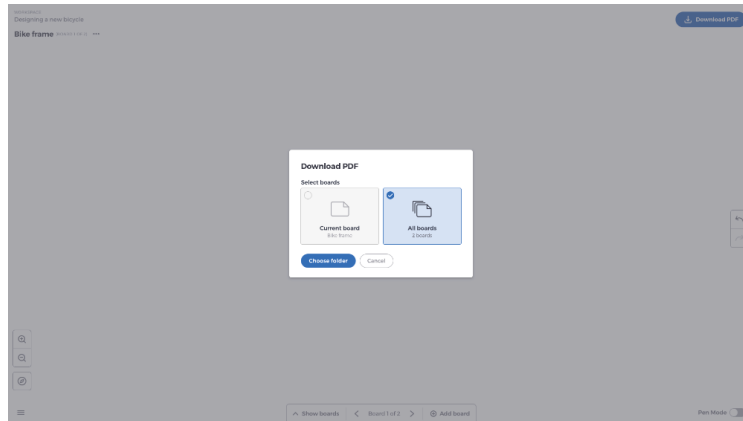 Designing a new bicycle
Download PDF
Bike frame
Download PDF
Select boards
Current board
Bike frame
All boards
2 boards
Choose folder
Cancel
Show boards
Board 1 of 2
Add board
Pen Mode